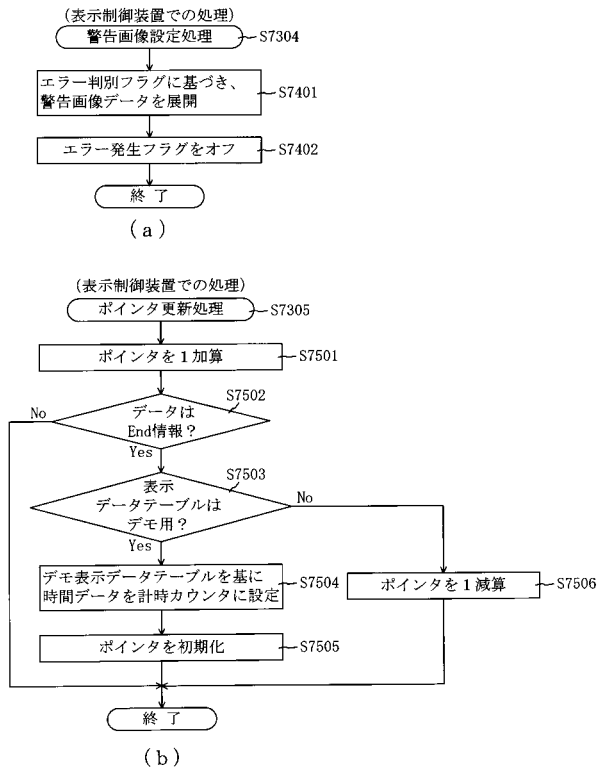 (表示制御装置での処理)
警告画像設定処理
S7304
エラー判別フラグに基づき、
警告画像データを展開
S7401
エラー発生フラグをオフ
S7402
終了
(a)
(表示制御装置での処理)
ポインタ更新処理
S7305
ポインタを1加算
S7501
S7502
No
データは
End情報?
Yes
S7503
表示
データテーブルは
デモ用?
No
Yes
デモ表示データテーブルを基に
時間データを計時カウンタに設定
S7504
ポインタを1減算
S7506
ポインタを初期化
S7505
終了
(b)